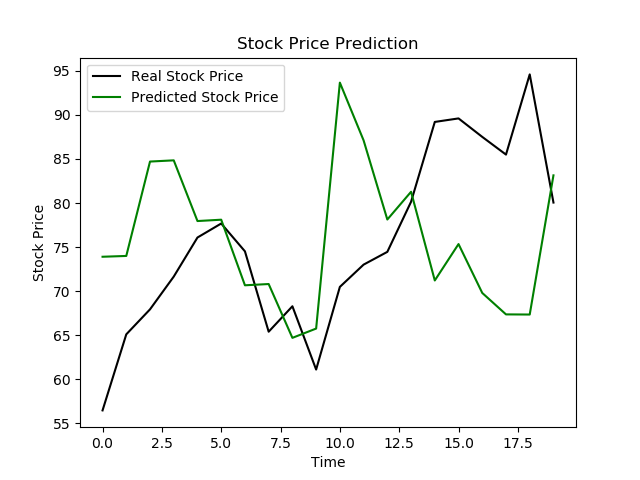 Stock Price Prediction
Real Stock Price
Predicted Stock Price
Stock Price
95
90
85
80
75
70
65
60
55
0.0 2.5 5.0 7.5 10.0 12.5 15.0 17.5
Time